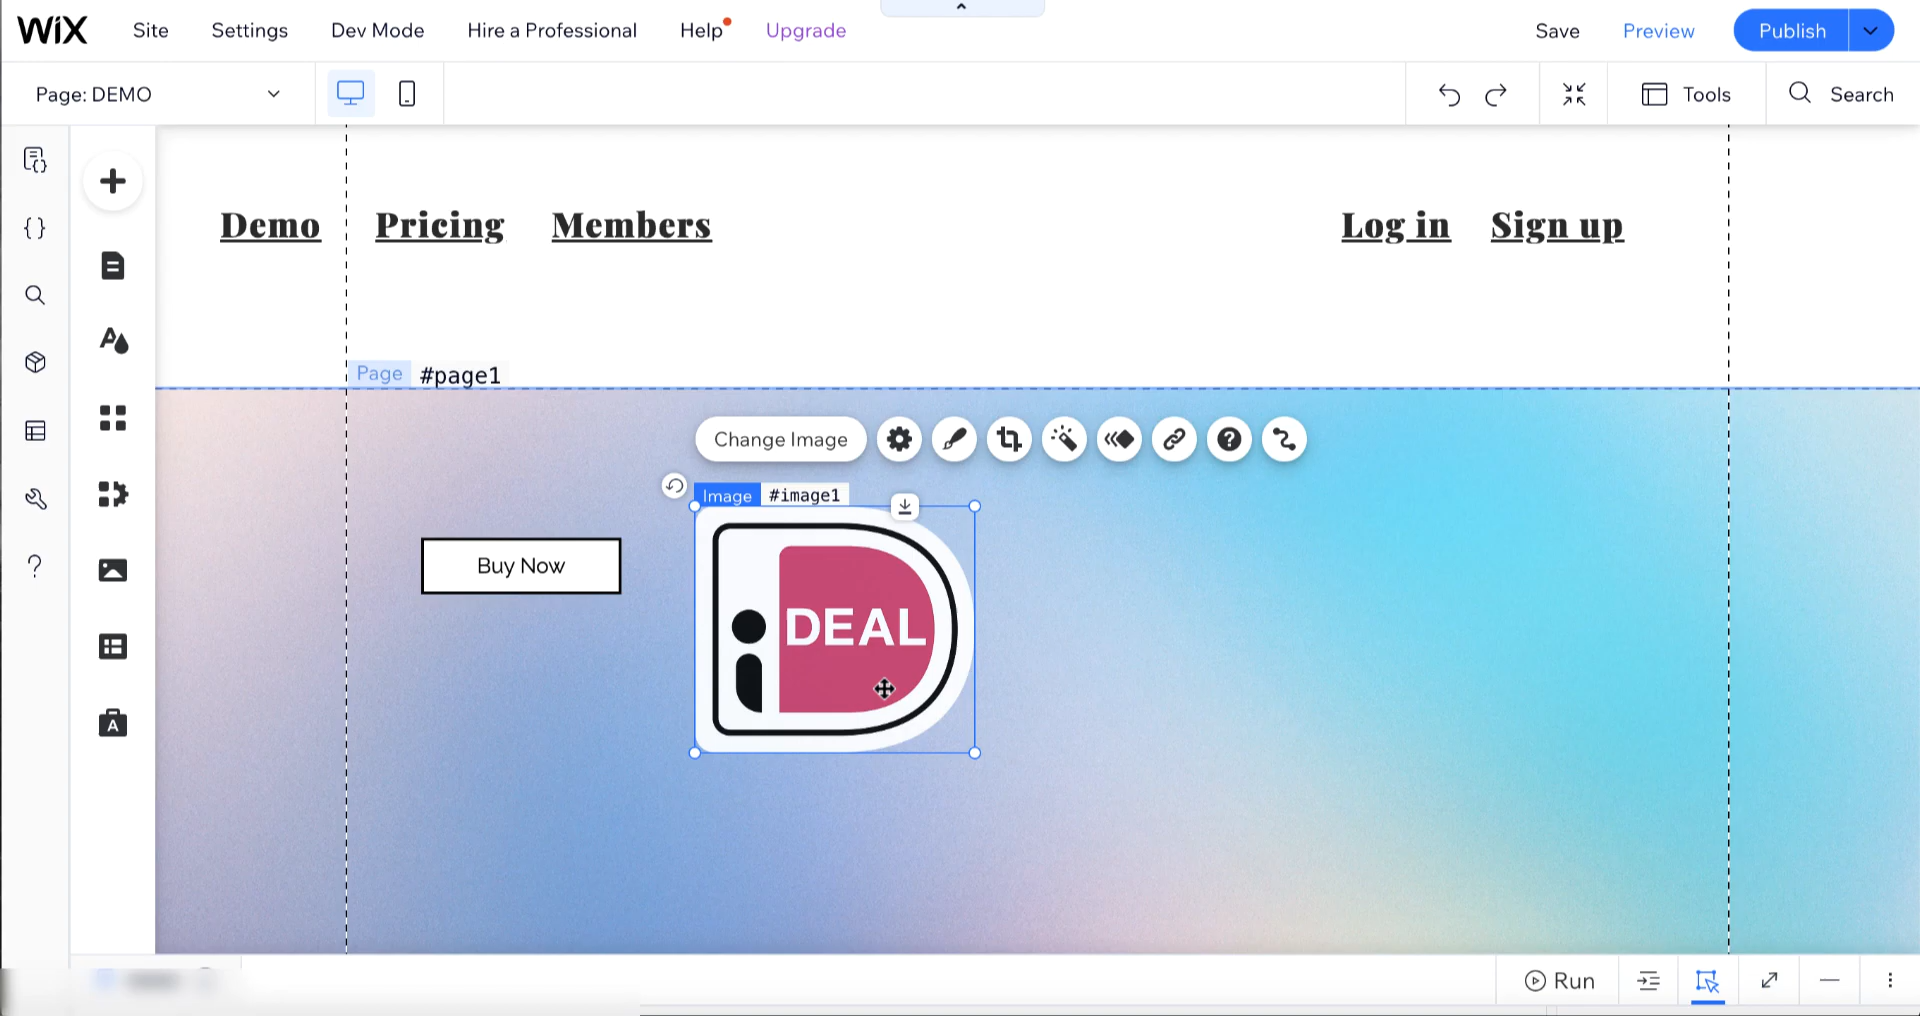 WiX Site Settings Dev Mode Hire a Professional Help Upgrade Save Preview Publish
Page: DEMO Tools Search
Demo Pricing Members Log in Sign up
Page #page1
Change Image
Image #image1
Buy Now
DEAL
Run